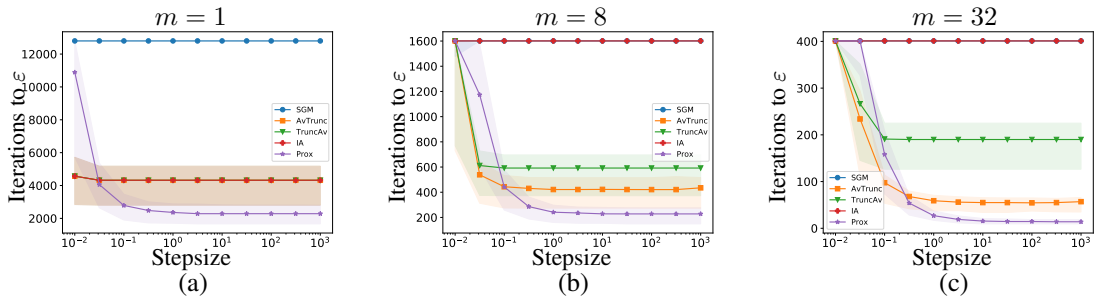 m = 1
Iterations to ε
12000
10000
8000
6000
4000
2000
SGM
AvTrunc
TruncAv
IA
Prox
10⁻² 10⁻¹ 10⁰ 10¹ 10² 10³
Stepsize
(a)
m = 8
Iterations to ε
1600
1400
1200
1000
800
600
400
200
SGM
AvTrunc
TruncAv
IA
Prox
10⁻² 10⁻¹ 10⁰ 10¹ 10² 10³
Stepsize
(b)
m = 32
Iterations to ε
400
300
200
100
0
SGM
AvTrunc
TruncAv
IA
Prox
10⁻² 10⁻¹ 10⁰ 10¹ 10² 10³
Stepsize
(c)